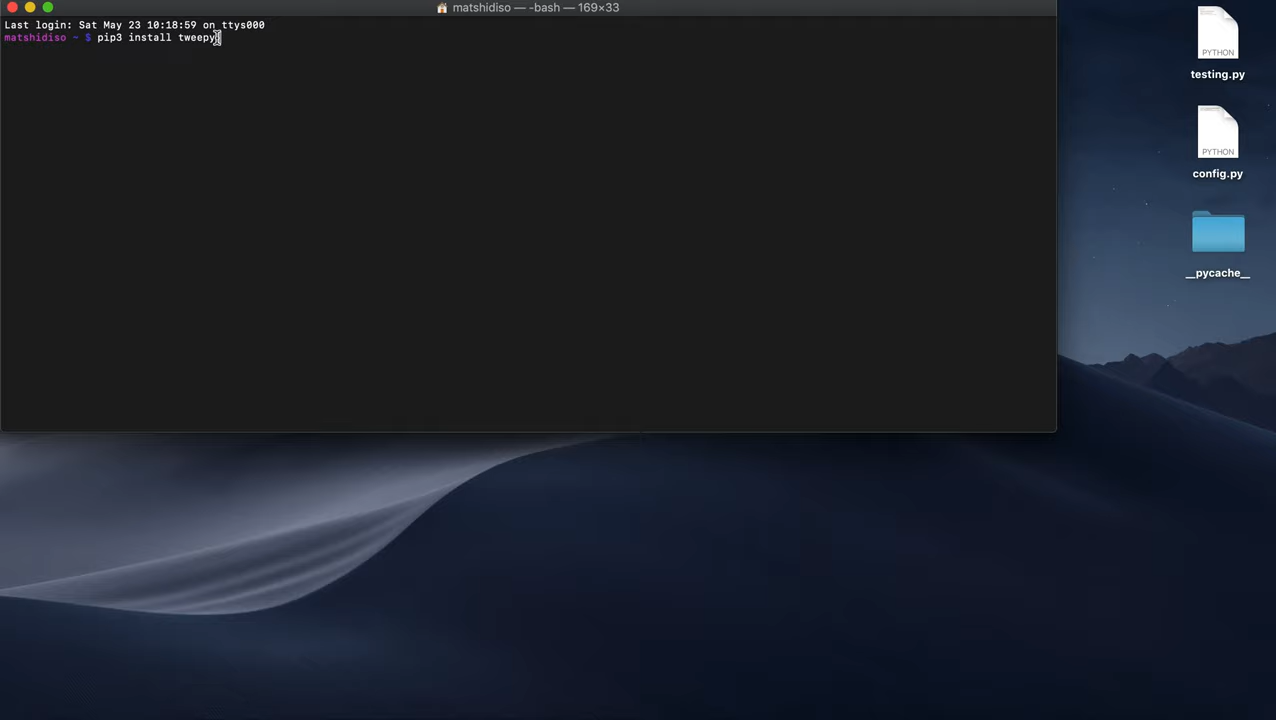 matshidiso — -bash — 169×33
Last login: Sat May 23 10:18:59 on ttys000
matshidiso ~ $ pip3 install tweepy
PYTHON
testing.py
PYTHON
config.py
__pycache__